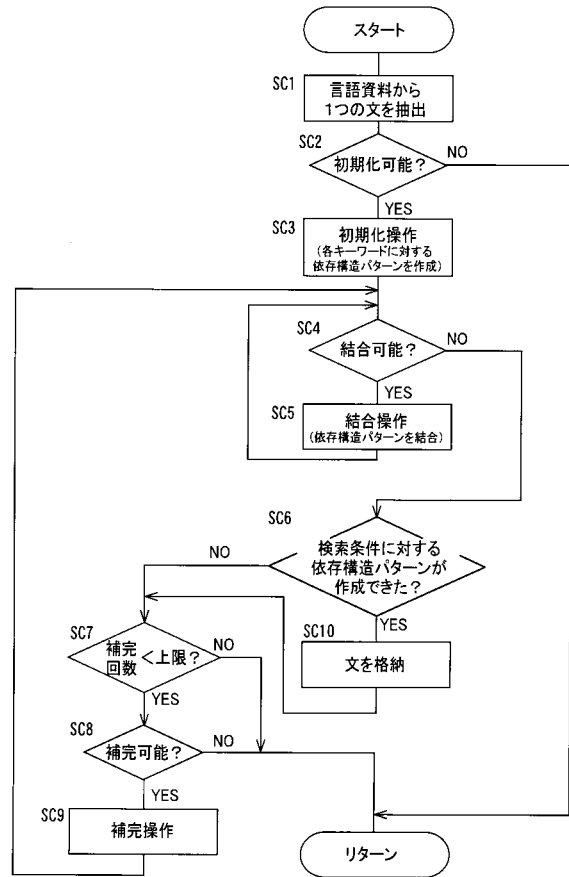 スタート
SC1
言語資料から
1つの文を抽出
SC2
初期化可能?
NO
YES
SC3
初期化操作
(各キーワードに対する
依存構造パターンを作成)
SC4
結合可能?
NO
YES
SC5
結合操作
(依存構造パターンを結合)
SC6
検索条件に対する
依存構造パターンが
作成できた?
NO
YES
SC7
補完
回数<上限?
NO
YES
SC10
文を格納
SC8
補完可能?
NO
YES
SC9
補完操作
リターン